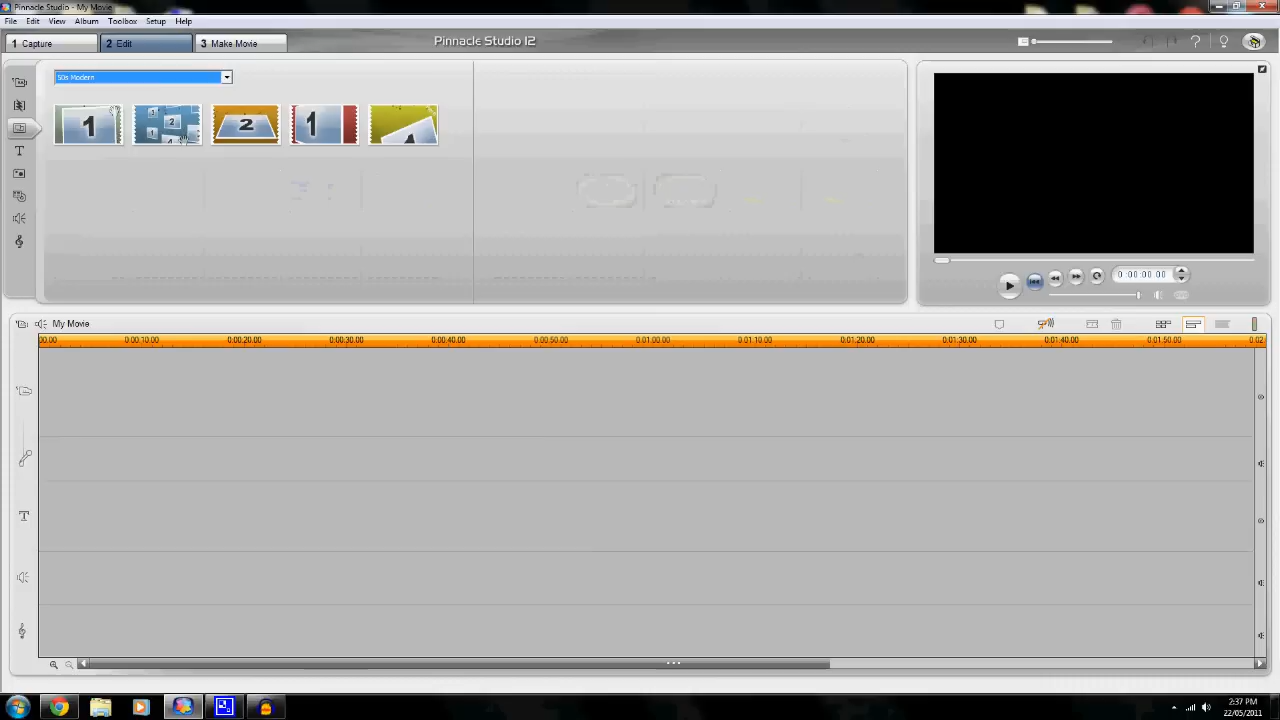 Pinnacle Studio - My Movie
File Edit View Album Toolbox Setup Help
1 Capture 2 Edit 3 Make Movie Pinnacle Studio 12
50s Modern
1 1 2 1 2 1
0:00:00.00
My Movie
00.00 0:00:10.00 0:00:20.00 0:00:30.00 0:00:40.00 0:00:50.00 0:01:00.00 0:01:10.00 0:01:20.00 0:01:30.00 0:01:40.00 0:01:50.00 0:02:
2:37 PM
22/05/2011